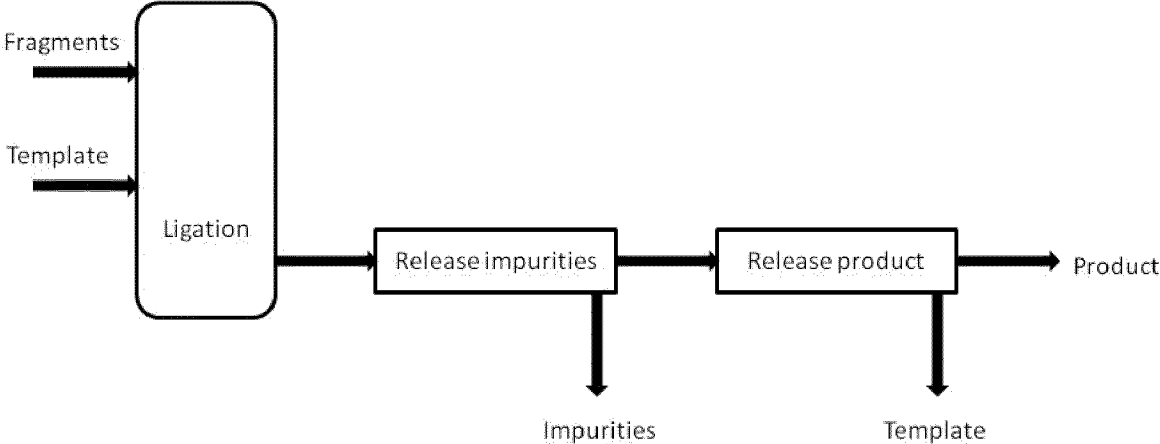 Fragments
Template
Ligation
Release impurities
Release product
Product
Impurities
Template